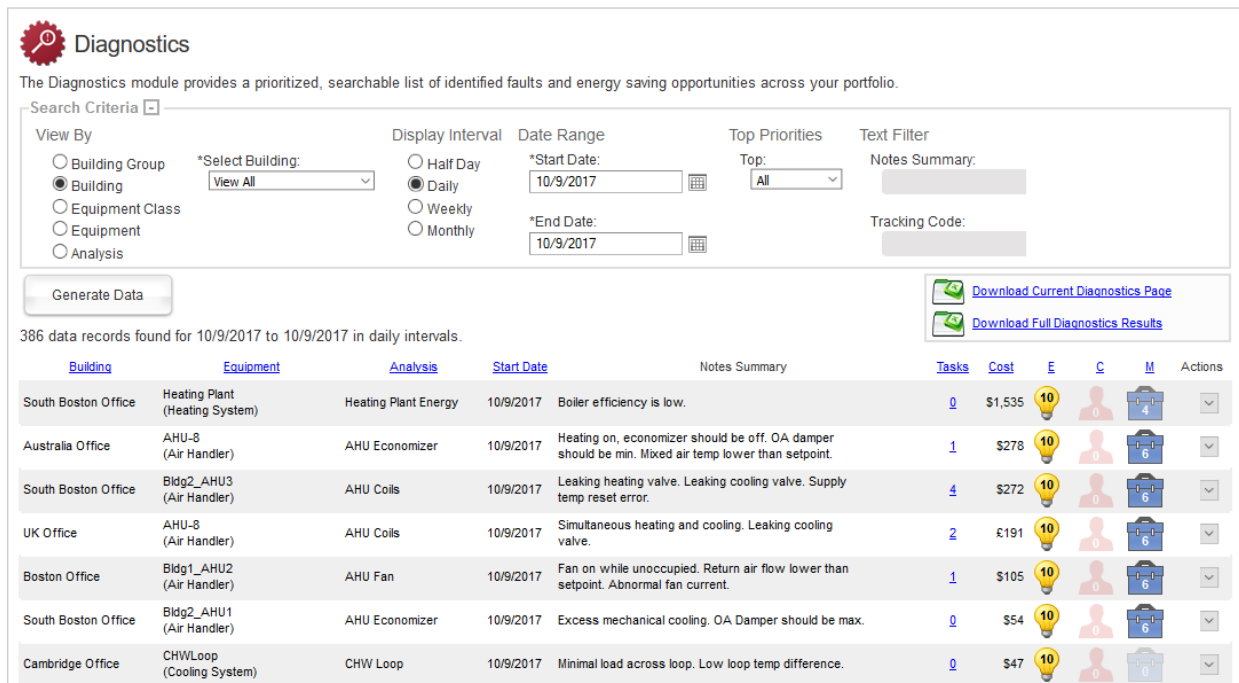 Diagnostics
The Diagnostics module provides a prioritized, searchable list of identified faults and energy saving opportunities across your portfolio.
Search Criteria -
View By Display Interval Date Range Top Priorities Text Filter
Building Group *Select Building: Half Day *Start Date: Top: Notes Summary:
Building View All Daily 10/9/2017 All
Equipment Class Weekly
Equipment Monthly *End Date: Tracking Code:
Analysis 10/9/2017
Generate Data
Download Current Diagnostics Page
Download Full Diagnostics Results
386 data records found for 10/9/2017 to 10/9/2017 in daily intervals.
Building Equipment Analysis Start Date Notes Summary Tasks Cost E C M Actions
South Boston Office Heating Plant (Heating System) Heating Plant Energy 10/9/2017 Boiler efficiency is low. 0 $1,535 10 0 4
Australia Office AHU-8 (Air Handler) AHU Economizer 10/9/2017 Heating on, economizer should be off. OA damper should be min. Mixed air temp lower than setpoint. 1 $278 10 0 6
South Boston Office Bldg2_AHU3 (Air Handler) AHU Coils 10/9/2017 Leaking heating valve. Leaking cooling valve. Supply temp reset error. 4 $272 10 0 6
UK Office AHU-8 (Air Handler) AHU Coils 10/9/2017 Simultaneous heating and cooling. Leaking cooling valve. 2 £191 10 0 6
Boston Office Bldg1_AHU2 (Air Handler) AHU Fan 10/9/2017 Fan on while unoccupied. Return air flow lower than setpoint. Abnormal fan current. 1 $105 10 0 6
South Boston Office Bldg2_AHU1 (Air Handler) AHU Economizer 10/9/2017 Excess mechanical cooling. OA Damper should be max. 0 $54 10 0 6
Cambridge Office CHWLoop (Cooling System) CHW Loop 10/9/2017 Minimal load across loop. Low loop temp difference. 0 $47 10 0 0